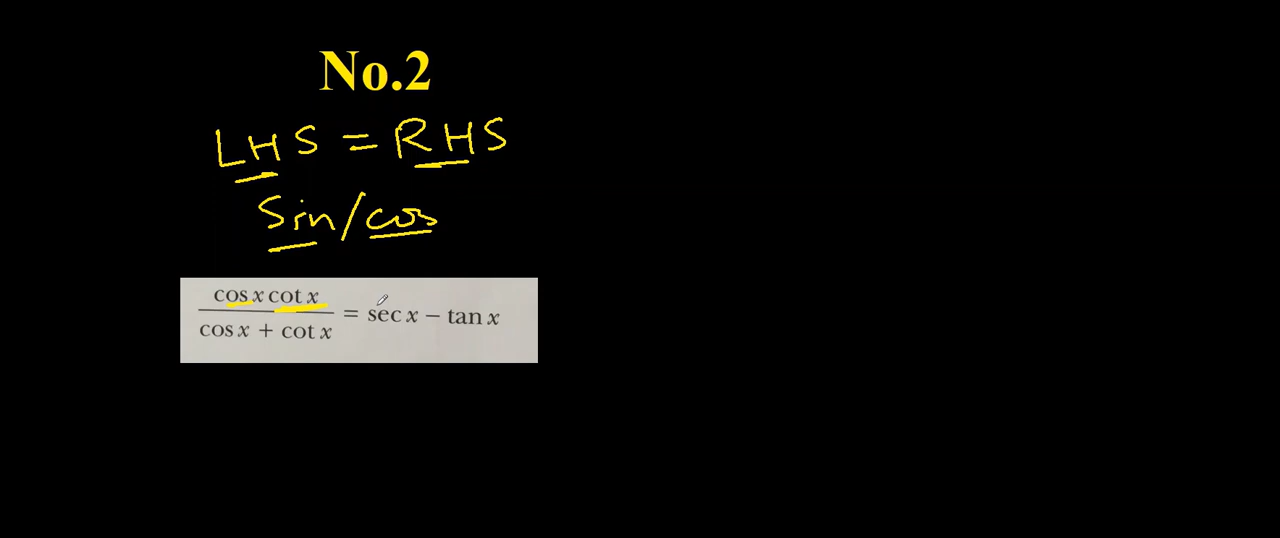 No.2
LHS = RHS
Sin/cos
cos x cot x
cos x + cot x
= sec x − tan x